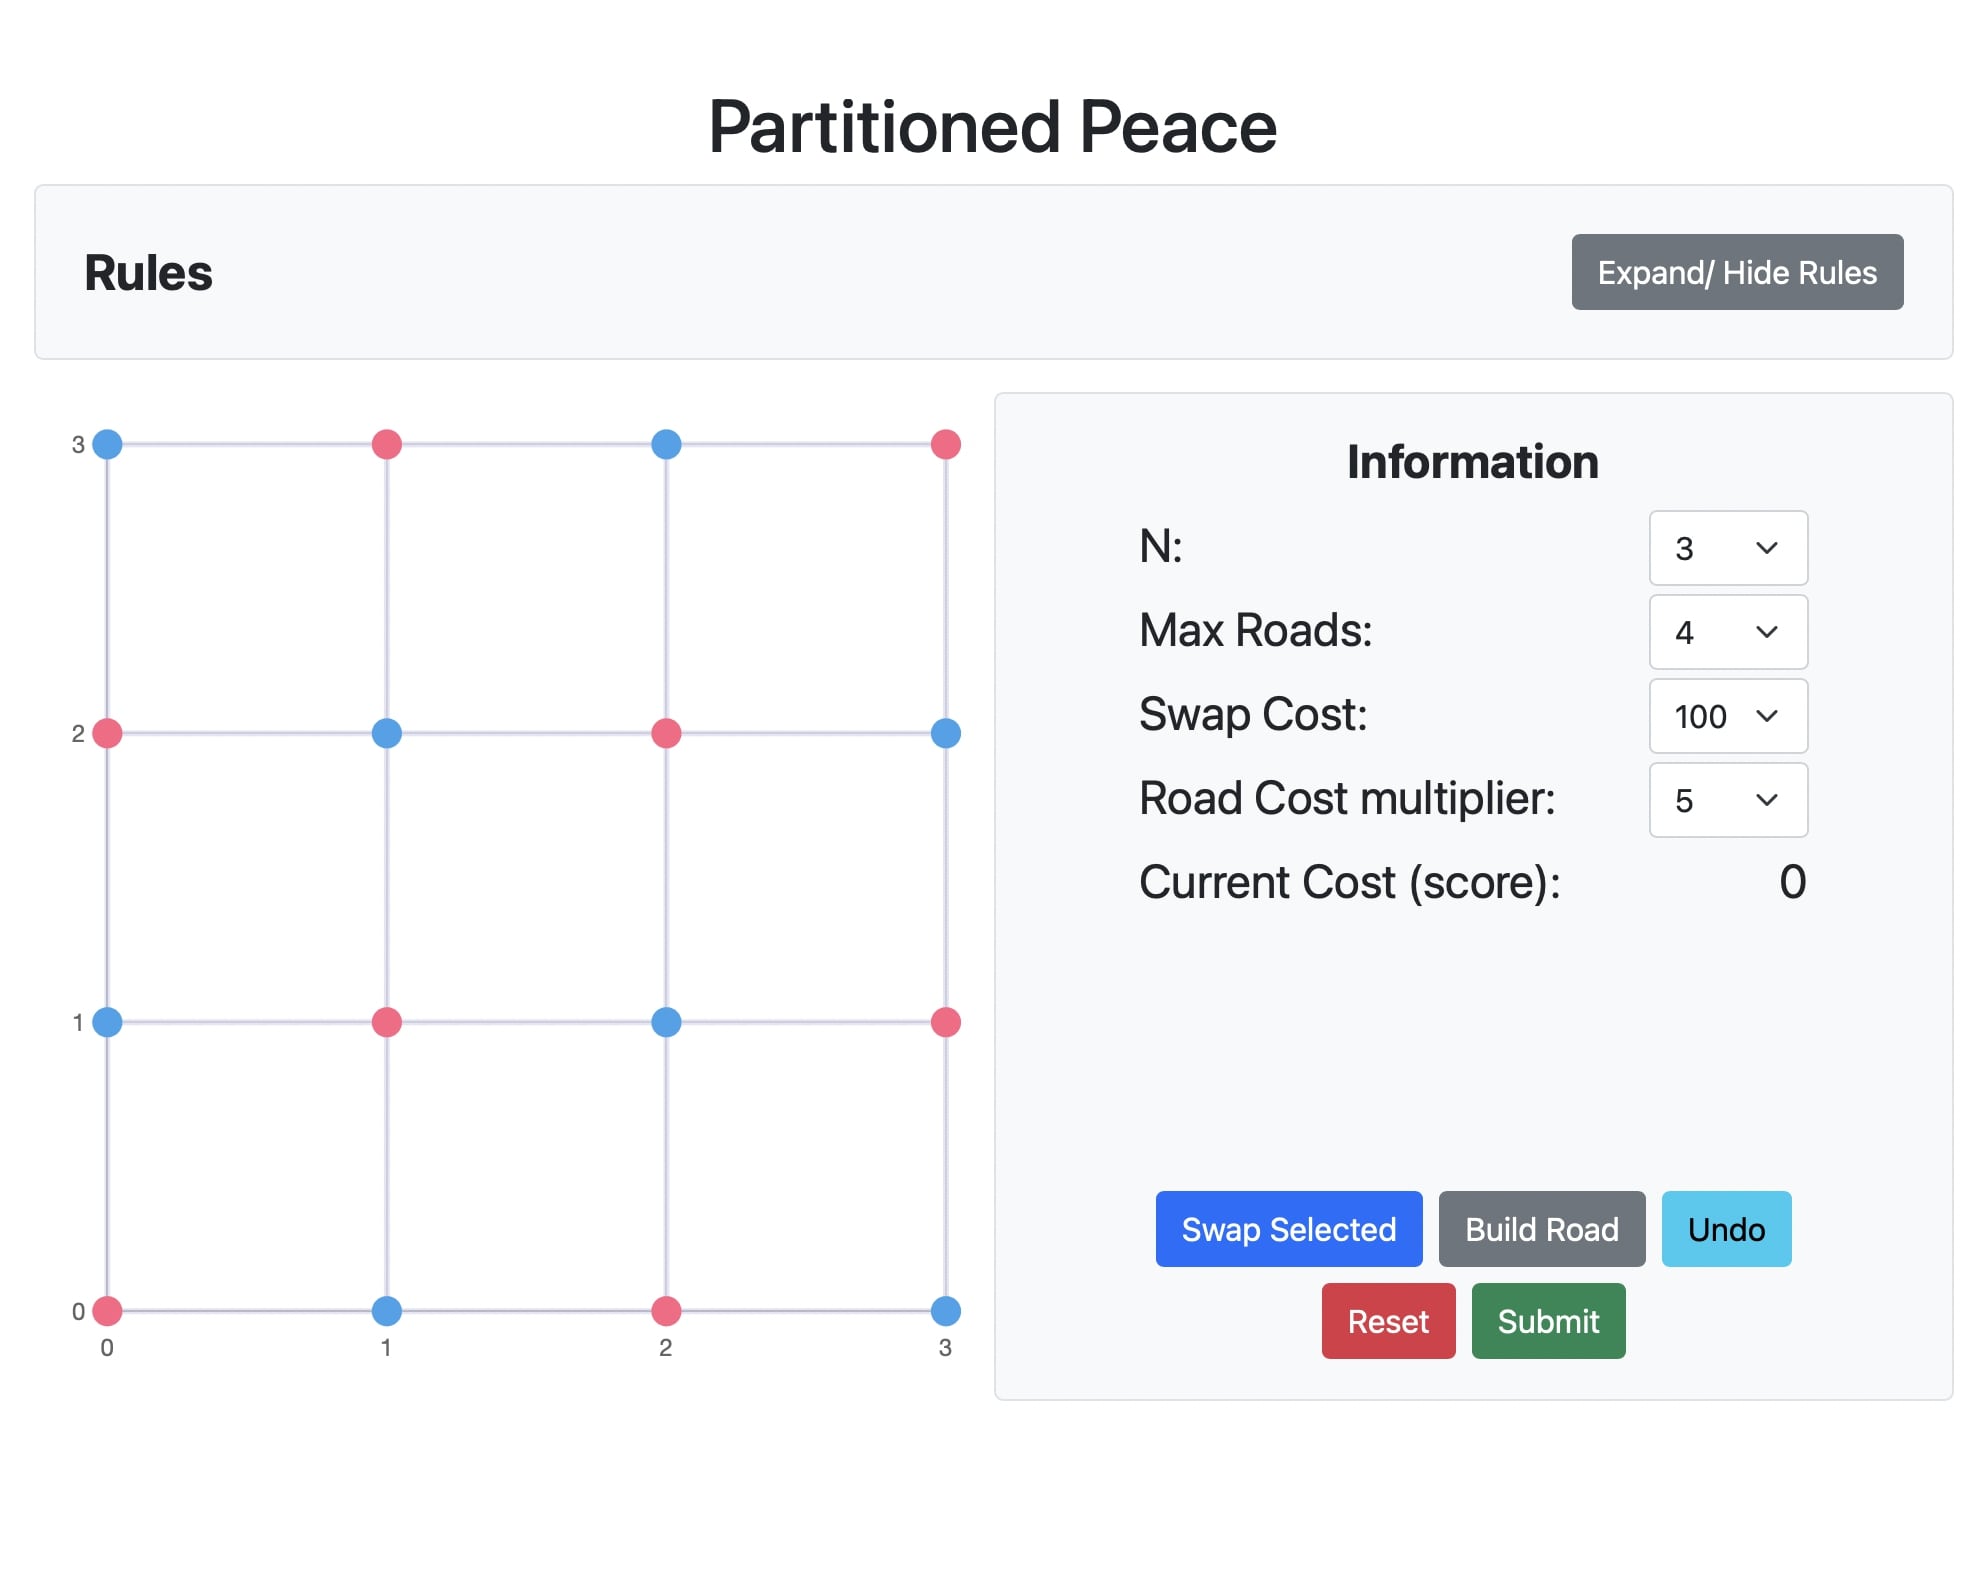 Partitioned Peace
Rules
Expand/ Hide Rules
3
2
1
0
0 1 2 3
Information
N: 3
Max Roads: 4
Swap Cost: 100
Road Cost multiplier: 5
Current Cost (score): 0
Swap Selected Build Road Undo
Reset Submit